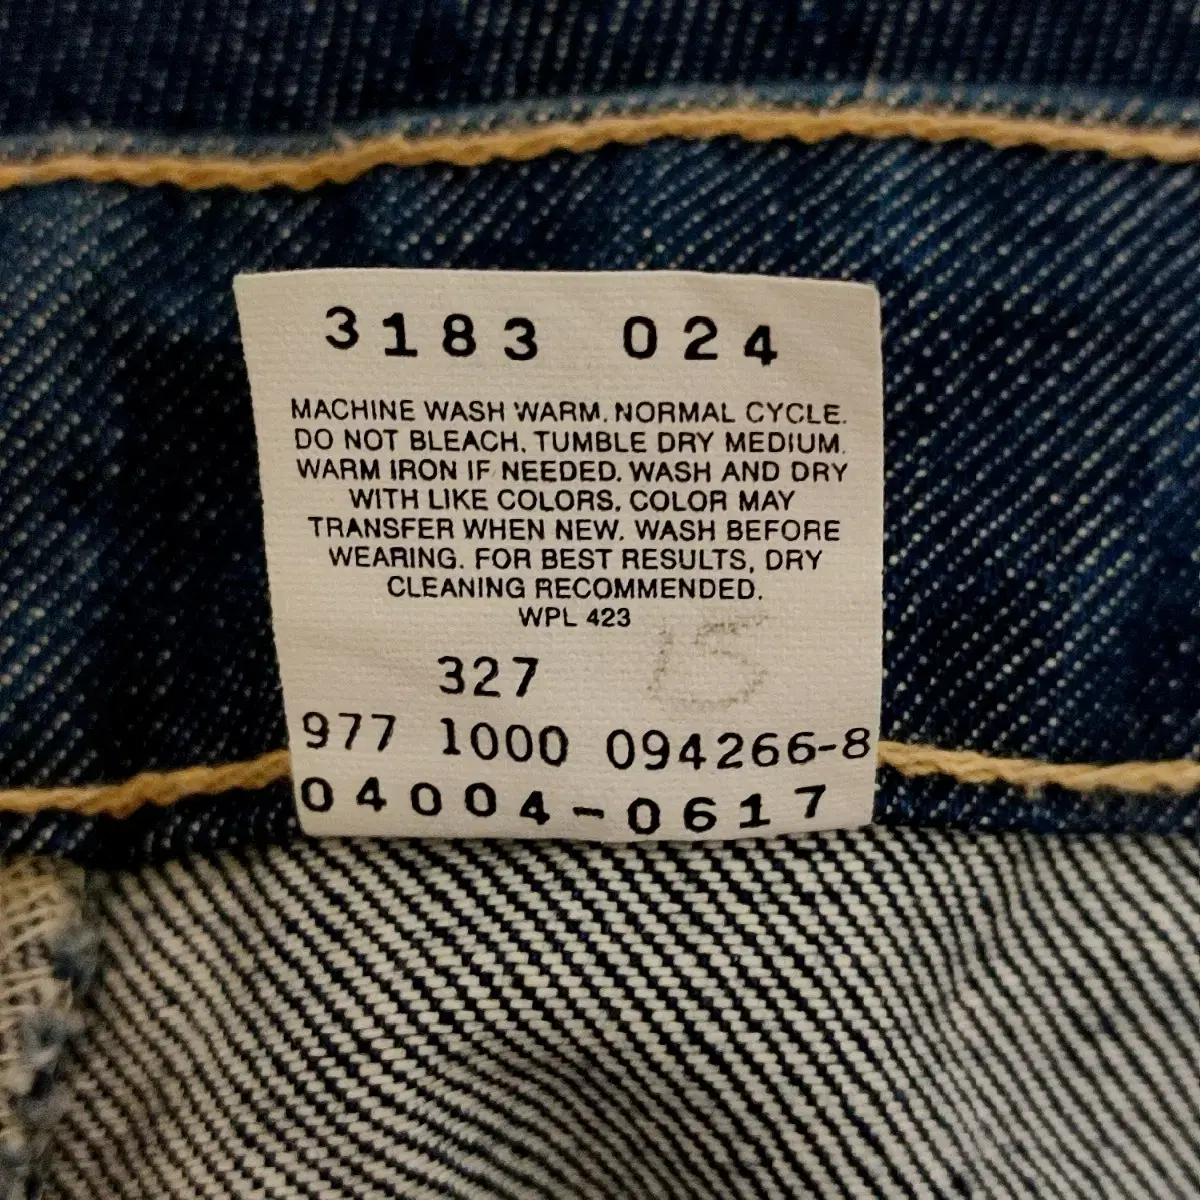 3183 024
MACHINE WASH WARM. NORMAL CYCLE.
DO NOT BLEACH. TUMBLE DRY MEDIUM.
WARM IRON IF NEEDED. WASH AND DRY
WITH LIKE COLORS. COLOR MAY
TRANSFER WHEN NEW. WASH BEFORE
WEARING. FOR BEST RESULTS, DRY
CLEANING RECOMMENDED.
WPL 423
15
327
977 1000 094266-8
04004-0617